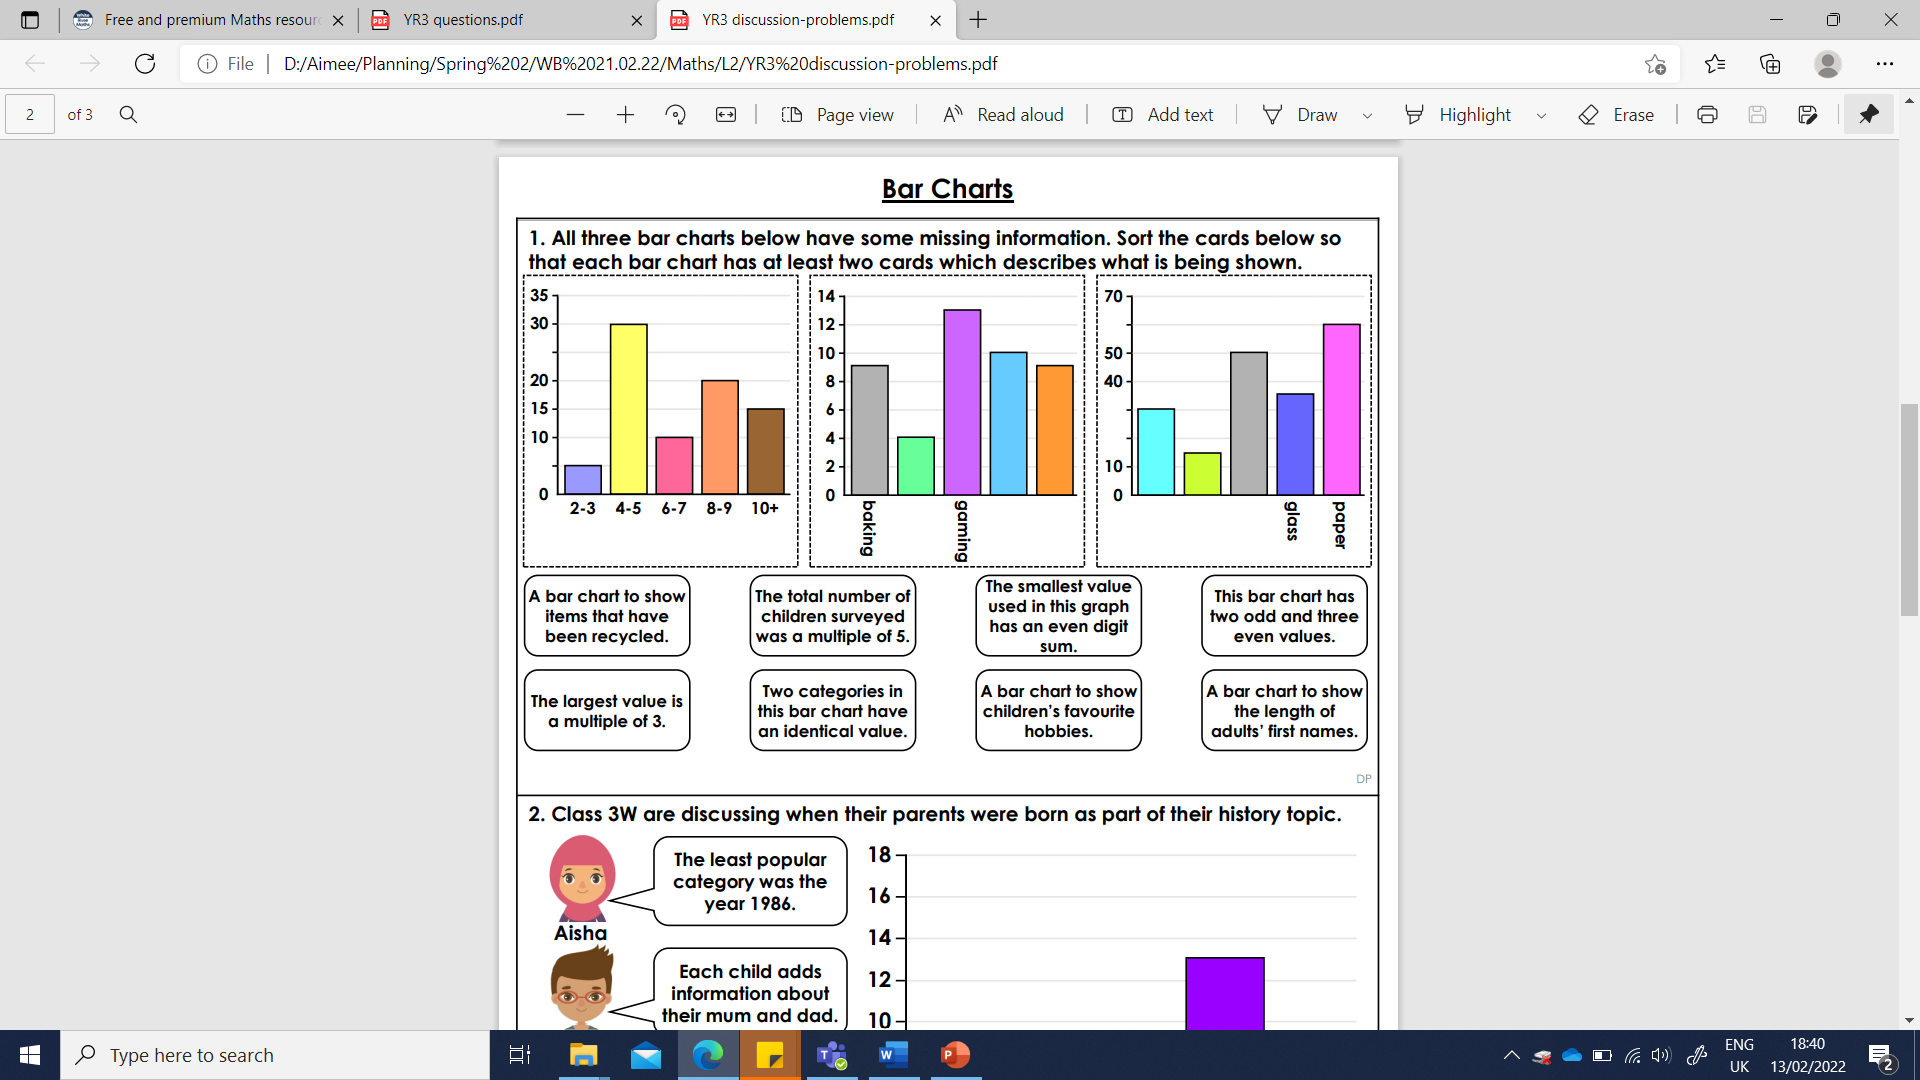 Free and premium Maths resour
YR3 questions.pdf
YR3 discussion-problems.pdf
File
D:/Aimee/Planning/Spring%202/WB%2021.02.22/Maths/L2/YR3%20discussion-problems.pdf
2
of 3
Page view
Read aloud
Add text
Draw
Highlight
Erase
Bar Charts
1. All three bar charts below have some missing information. Sort the cards below so
that each bar chart has at least two cards which describes what is being shown.
35
30
20
15
10
0
2-3 4-5 6-7 8-9 10+
14
12
10
8
6
4
2
0
baking
gaming
70
50
40
10
0
glass
paper
A bar chart to show
items that have
been recycled.
The total number of
children surveyed
was a multiple of 5.
The smallest value
used in this graph
has an even digit
sum.
This bar chart has
two odd and three
even values.
The largest value is
a multiple of 3.
Two categories in
this bar chart have
an identical value.
A bar chart to show
children's favourite
hobbies.
A bar chart to show
the length of
adults' first names.
DP
2. Class 3W are discussing when their parents were born as part of their history topic.
The least popular
category was the
year 1986.
Aisha
Each child adds
information about
their mum and dad.
18
16
14
12
10
Type here to search
ENG
UK
18:40
13/02/2022
2